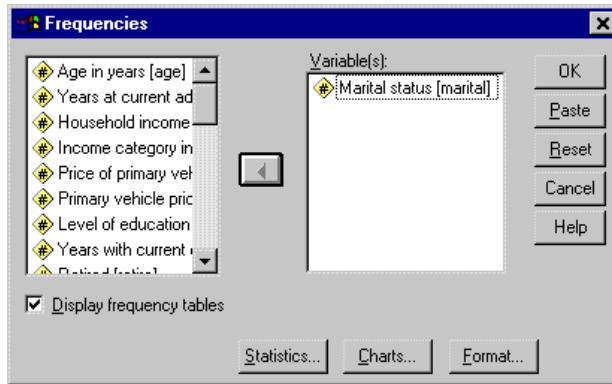 Frequencies
Age in years [age]
Years at current ad
Household income
Income category in
Price of primary veh
Primary vehicle pric
Level of education
Years with current
Retired [retire]
Variable(s):
Marital status [marital]
OK
Paste
Reset
Cancel
Help
Display frequency tables
Statistics...
Charts...
Format...